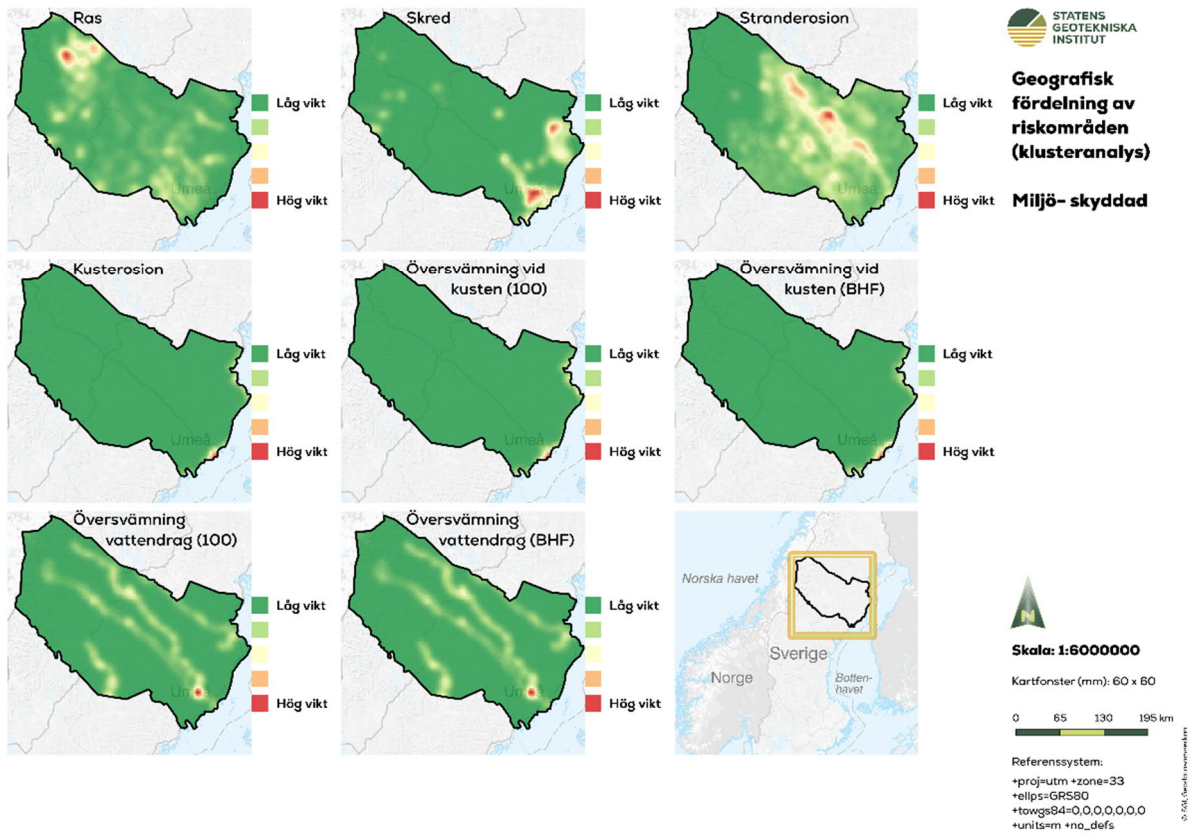 Ras
Skred
Stranderosion
STATENS
GEOTEKNISKA
INSTITUT
Geografisk
fördelning av
riskområden
(klusteranalys)
Miljö- skyddad
Låg vikt
Hög vikt
Umeå
Låg vikt
Hög vikt
Låg vikt
Hög vikt
Umeå
Kusterosion
Översvämning vid
kusten (100)
Översvämning vid
kusten (BHF)
Låg vikt
Hög vikt
Umeå
Låg vikt
Hög vikt
Umeå
Låg vikt
Hög vikt
Umeå
Översvämning
vattendrag (100)
Översvämning
vattendrag (BHF)
Låg vikt
Hög vikt
Låg vikt
Hög vikt
Norska havet
Sverige
Norge
Botten-
havet
N
Skala: 1:6000000
Kartfonster (mm): 60 x 60
0 65 130 195 km
Referenssystem:
+proj=utm +zone=33
+ellps=GRS80
+towgs84=0,0,0,0,0,0,0
+units=m +no_defs